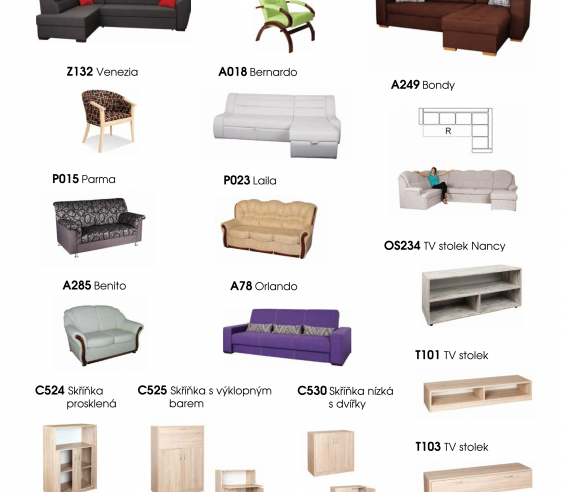 Z132 Venezia
A018 Bernardo
A249 Bondy
R
P015 Parma
P023 Laila
OS234 TV stolek Nancy
A285 Benito
A78 Orlando
T101 TV stolek
C524 Skříňka
prosklená
C525 Skříňka s výklopným
barem
C530 Skříňka nízká
s dvířky
T103 TV stolek